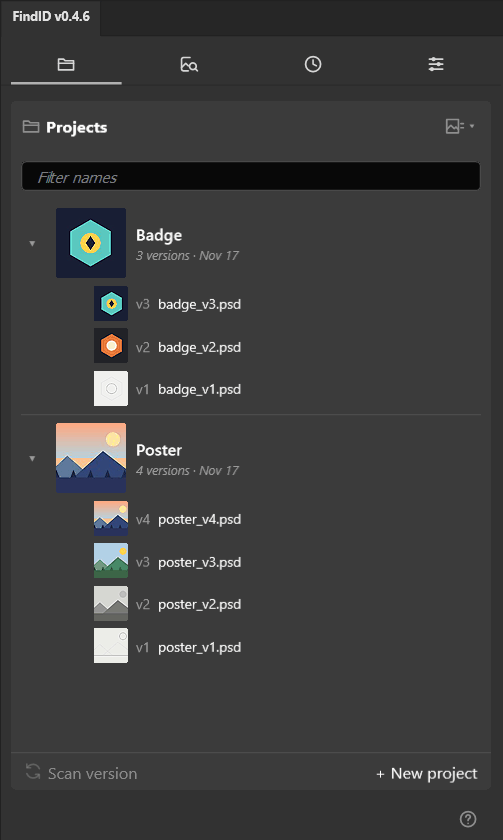 FindID v0.4.6
Projects
Filter names
Badge
3 versions · Nov 17
v3 badge_v3.psd
v2 badge_v2.psd
v1 badge_v1.psd
Poster
4 versions · Nov 17
v4 poster_v4.psd
v3 poster_v3.psd
v2 poster_v2.psd
v1 poster_v1.psd
Scan version
+ New project